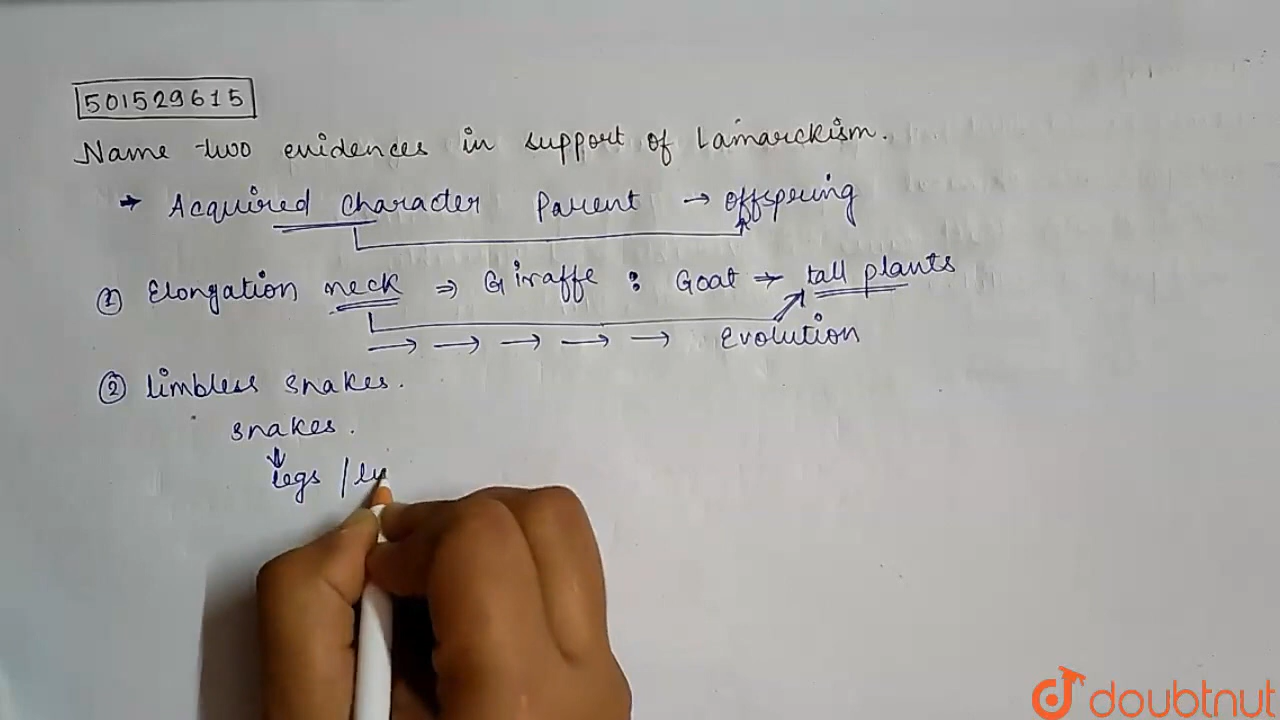 501529615
Name two evidences in support of Lamarckism.
→ Acquired character Parent → offspring
① Elongation neck ⇒ Giraffe : Goat → tall plants
→ → → → → Evolution
② limbless snakes.
snakes.
↓
legs /
doubtnut